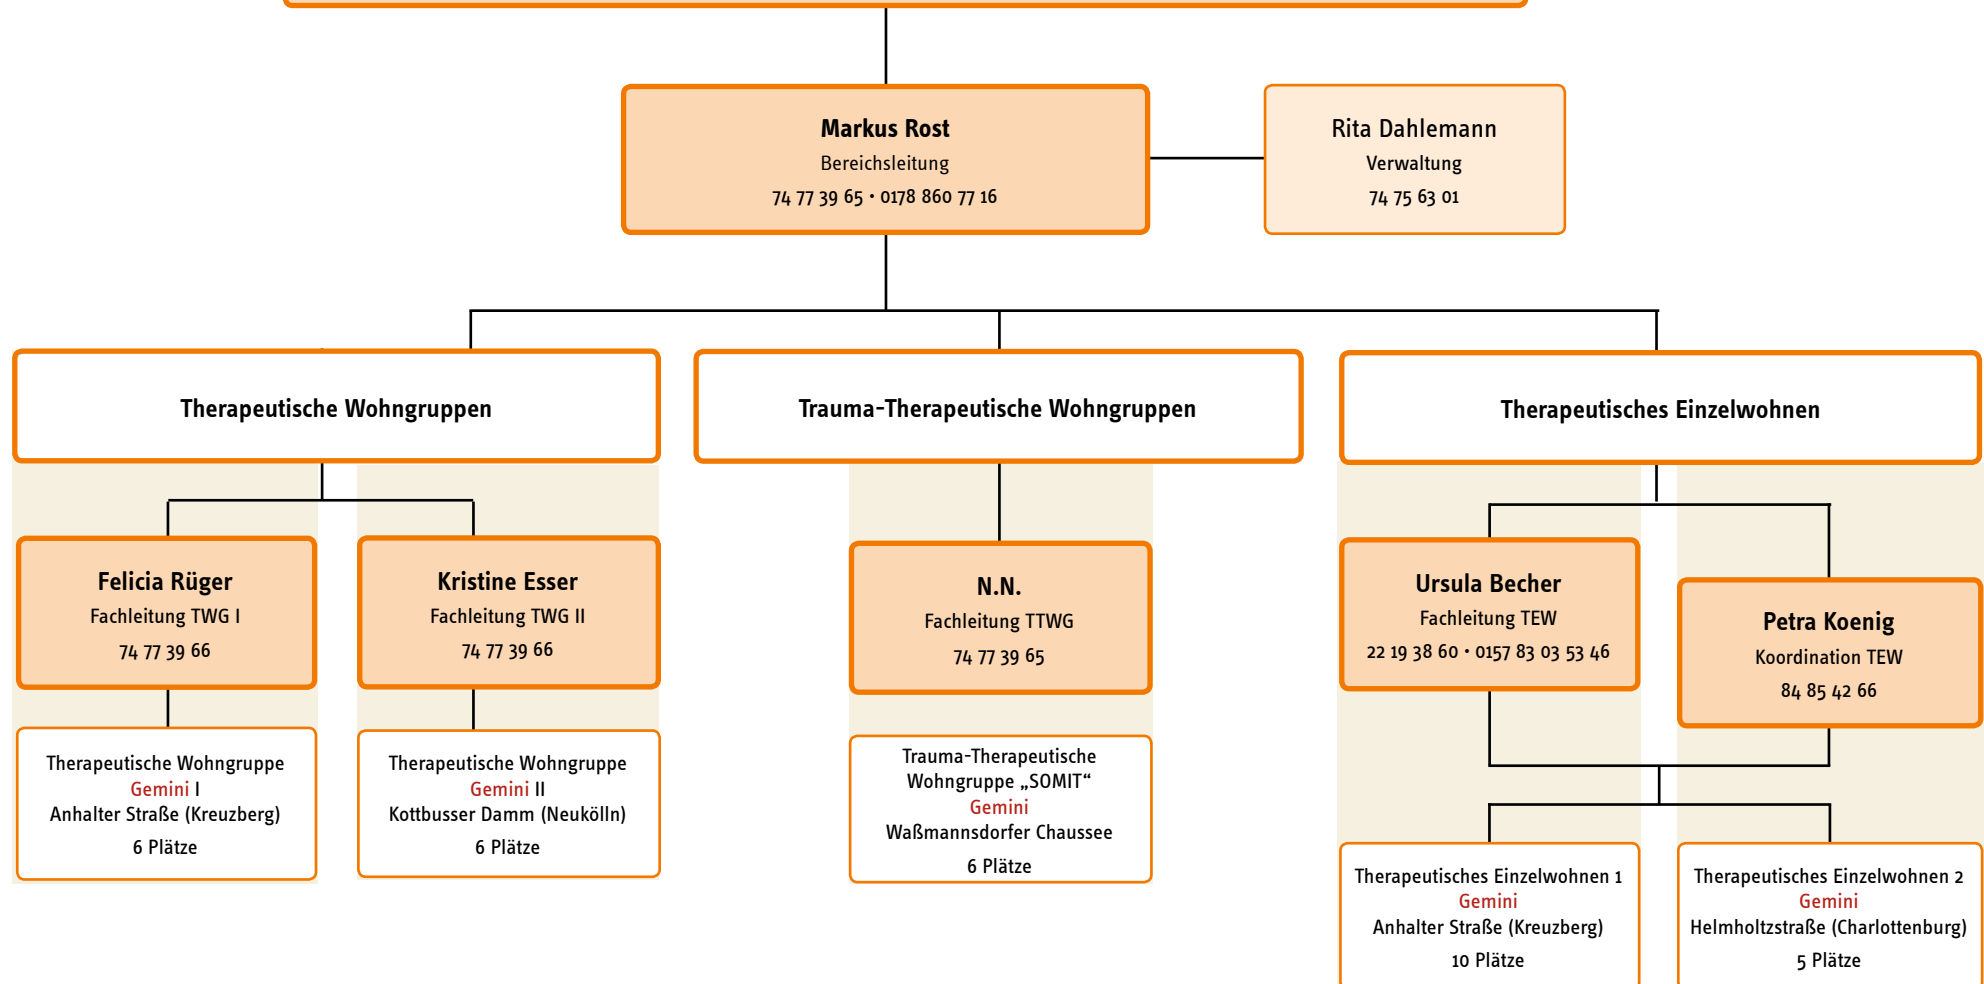 Markus Rost
Bereichsleitung
74 77 39 65 • 0178 860 77 16
Rita Dahlemann
Verwaltung
74 75 63 01
Therapeutische Wohngruppen
Trauma-Therapeutische Wohngruppen
Therapeutisches Einzelwohnen
Felicia Rüger
Fachleitung TWG I
74 77 39 66
Kristine Esser
Fachleitung TWG II
74 77 39 66
N.N.
Fachleitung TTWG
74 77 39 65
Ursula Becher
Fachleitung TEW
22 19 38 60 • 0157 83 03 53 46
Petra Koenig
Koordination TEW
84 85 42 66
Therapeutische Wohngruppe
Gemini I
Anhalter Straße (Kreuzberg)
6 Plätze
Therapeutische Wohngruppe
Gemini II
Kottbusser Damm (Neukölln)
6 Plätze
Trauma-Therapeutische
Wohngruppe „SOMIT“
Gemini
Waßmannsdorfer Chaussee
6 Plätze
Therapeutisches Einzelwohnen 1
Gemini
Anhalter Straße (Kreuzberg)
10 Plätze
Therapeutisches Einzelwohnen 2
Gemini
Helmholtzstraße (Charlottenburg)
5 Plätze